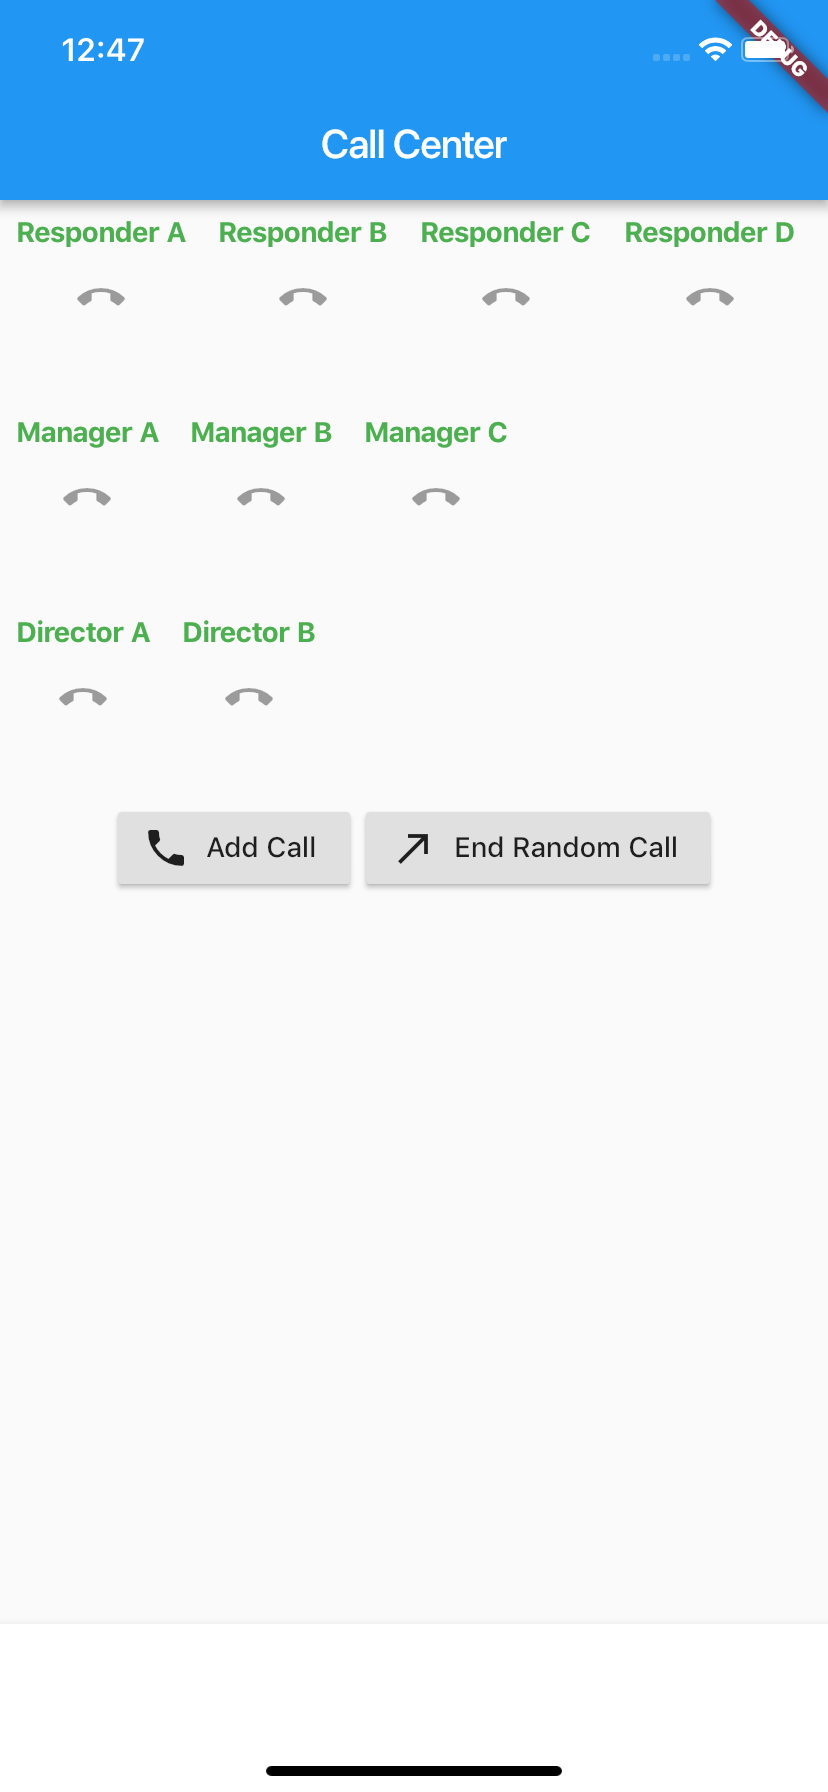 12:47
DEBUG
Call Center
Responder A Responder B Responder C Responder D
Manager A Manager B Manager C
Director A Director B
Add Call End Random Call